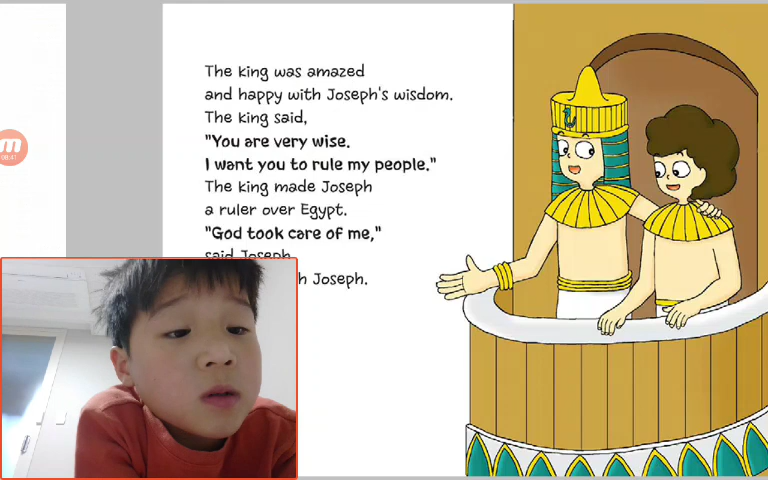 The king was amazed
and happy with Joseph's wisdom.
The king said,
"You are very wise.
I want you to rule my people."
The king made Joseph
a ruler over Egypt.
"God took care of me,"
said Joseph
Joseph.